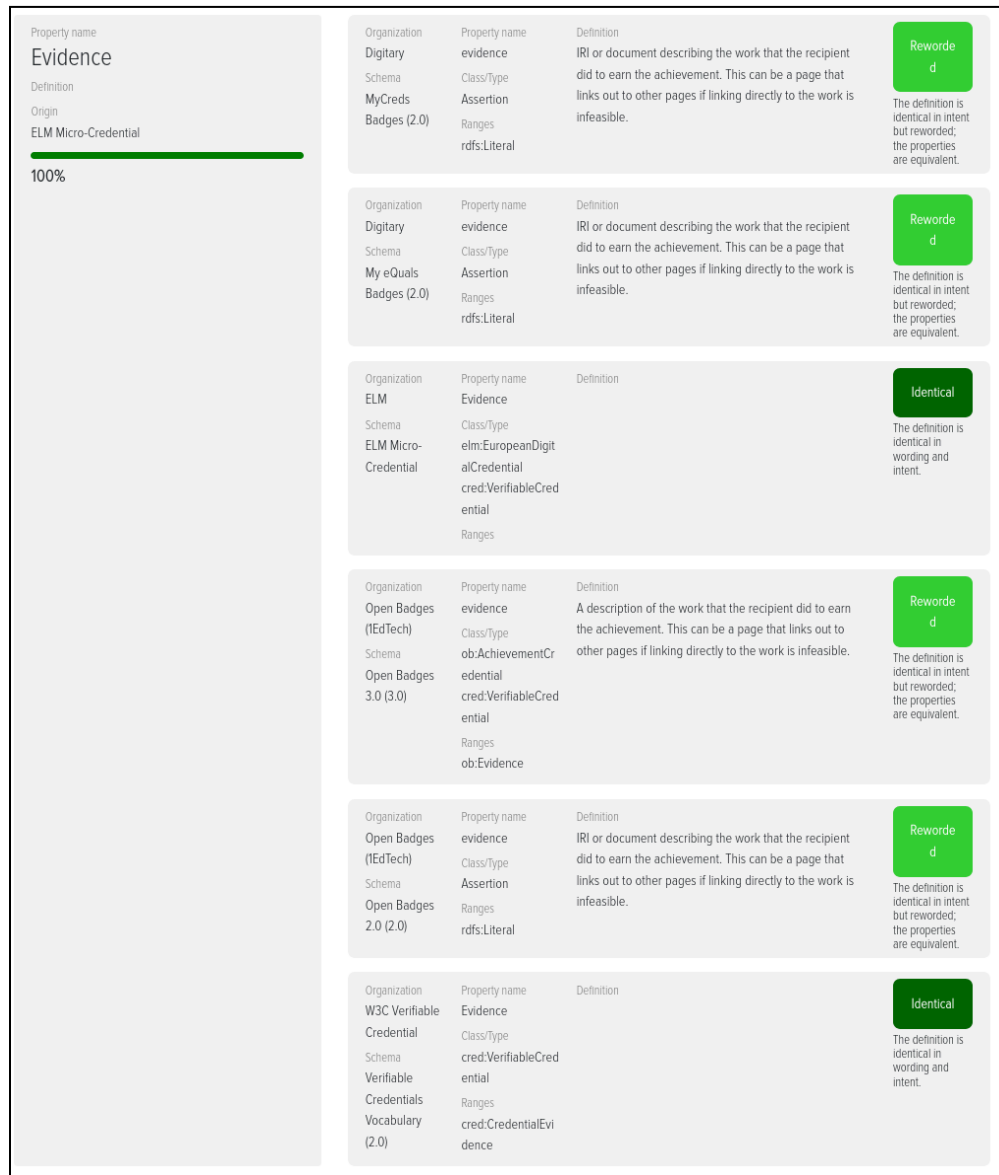 Property name
Evidence
Definition
Origin
ELM Micro-Credential
100%
Organization
Digitary
Schema
MyCreds
Badges (2.0)
Property name
evidence
Class/Type
Assertion
Ranges
rdfs:Literal
Definition
IRI or document describing the work that the recipient
did to earn the achievement. This can be a page that
links out to other pages if linking directly to the work is
infeasible.
Reworde
d
The definition is
identical in intent
but reworded;
the properties
are equivalent.
Organization
Digitary
Schema
My eQuals
Badges (2.0)
Property name
evidence
Class/Type
Assertion
Ranges
rdfs:Literal
Definition
IRI or document describing the work that the recipient
did to earn the achievement. This can be a page that
links out to other pages if linking directly to the work is
infeasible.
Reworde
d
The definition is
identical in intent
but reworded;
the properties
are equivalent.
Organization
ELM
Schema
ELM Micro-
Credential
Property name
Evidence
Class/Type
elm:EuropeanDigit
alCredential
cred:VerifiableCred
ential
Ranges
Definition
Identical
The definition is
identical in
wording and
intent.
Organization
Open Badges
(1EdTech)
Schema
Open Badges
3.0 (3.0)
Property name
evidence
Class/Type
ob:AchievementCr
edential
cred:VerifiableCred
ential
Ranges
ob:Evidence
Definition
A description of the work that the recipient did to earn
the achievement. This can be a page that links out to
other pages if linking directly to the work is infeasible.
Reworde
d
The definition is
identical in intent
but reworded;
the properties
are equivalent.
Organization
Open Badges
(1EdTech)
Schema
Open Badges
2.0 (2.0)
Property name
evidence
Class/Type
Assertion
Ranges
rdfs:Literal
Definition
IRI or document describing the work that the recipient
did to earn the achievement. This can be a page that
links out to other pages if linking directly to the work is
infeasible.
Reworde
d
The definition is
identical in intent
but reworded;
the properties
are equivalent.
Organization
W3C Verifiable
Credential
Schema
Verifiable
Credentials
Vocabulary
(2.0)
Property name
Evidence
Class/Type
cred:VerifiableCred
ential
Ranges
cred:CredentialEvi
dence
Definition
Identical
The definition is
identical in
wording and
intent.